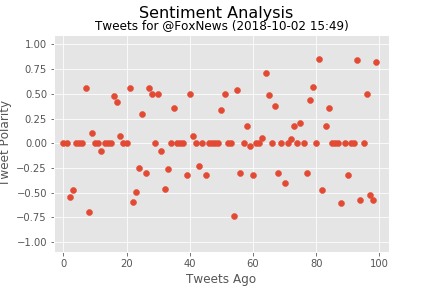 Sentiment Analysis
Tweets for @FoxNews (2018-10-02 15:49)
1.00
0.75
0.50
0.25
0.00
−0.25
−0.50
−0.75
−1.00
Tweet Polarity
0 20 40 60 80 100
Tweets Ago